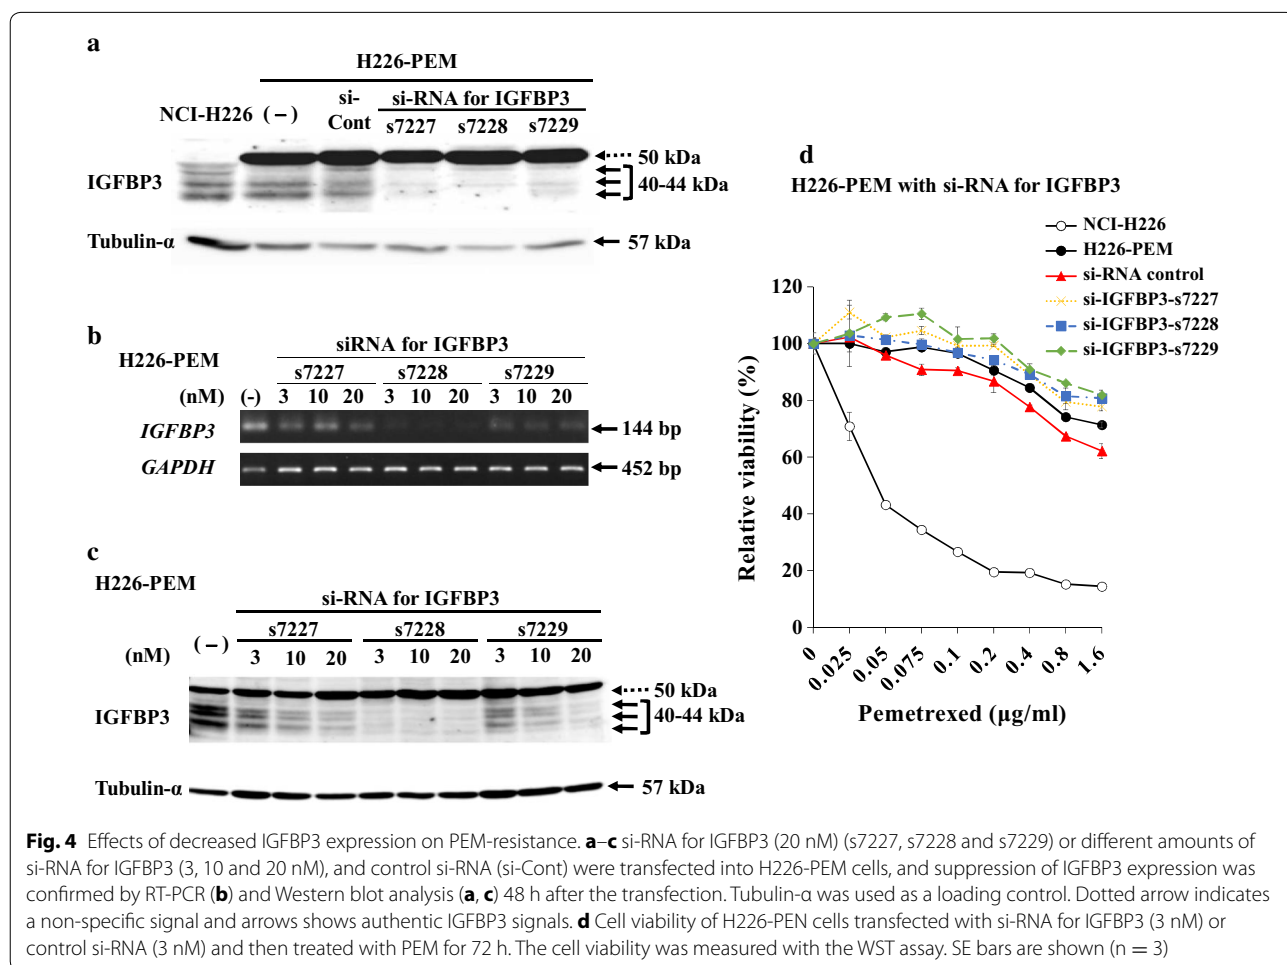 a
H226-PEM
NCI-H226 (−) si-Cont si-RNA for IGFBP3
s7227 s7228 s7229
50 kDa
IGFBP3 40-44 kDa
Tubulin-α 57 kDa
b
H226-PEM siRNA for IGFBP3
s7227 s7228 s7229
(nM) (-) 3 10 20 3 10 20 3 10 20
IGFBP3 144 bp
GAPDH 452 bp
c
H226-PEM
si-RNA for IGFBP3
s7227 s7228 s7229
(−)
(nM) 3 10 20 3 10 20 3 10 20
50 kDa
IGFBP3 40-44 kDa
Tubulin-α 57 kDa
d
H226-PEM with si-RNA for IGFBP3
NCI-H226
H226-PEM
si-RNA control
si-IGFBP3-s7227
si-IGFBP3-s7228
si-IGFBP3-s7229
120
100
80
60
40
20
0
Relative viability (%)
0 0.025 0.05 0.075 0.1 0.2 0.4 0.8 1.6
Pemetrexed (μg/ml)
Fig. 4 Effects of decreased IGFBP3 expression on PEM-resistance. a–c si-RNA for IGFBP3 (20 nM) (s7227, s7228 and s7229) or different amounts of
si-RNA for IGFBP3 (3, 10 and 20 nM), and control si-RNA (si-Cont) were transfected into H226-PEM cells, and suppression of IGFBP3 expression was
confirmed by RT-PCR (b) and Western blot analysis (a, c) 48 h after the transfection. Tubulin-α was used as a loading control. Dotted arrow indicates
a non-specific signal and arrows shows authentic IGFBP3 signals. d Cell viability of H226-PEN cells transfected with si-RNA for IGFBP3 (3 nM) or
control si-RNA (3 nM) and then treated with PEM for 72 h. The cell viability was measured with the WST assay. SE bars are shown (n = 3)